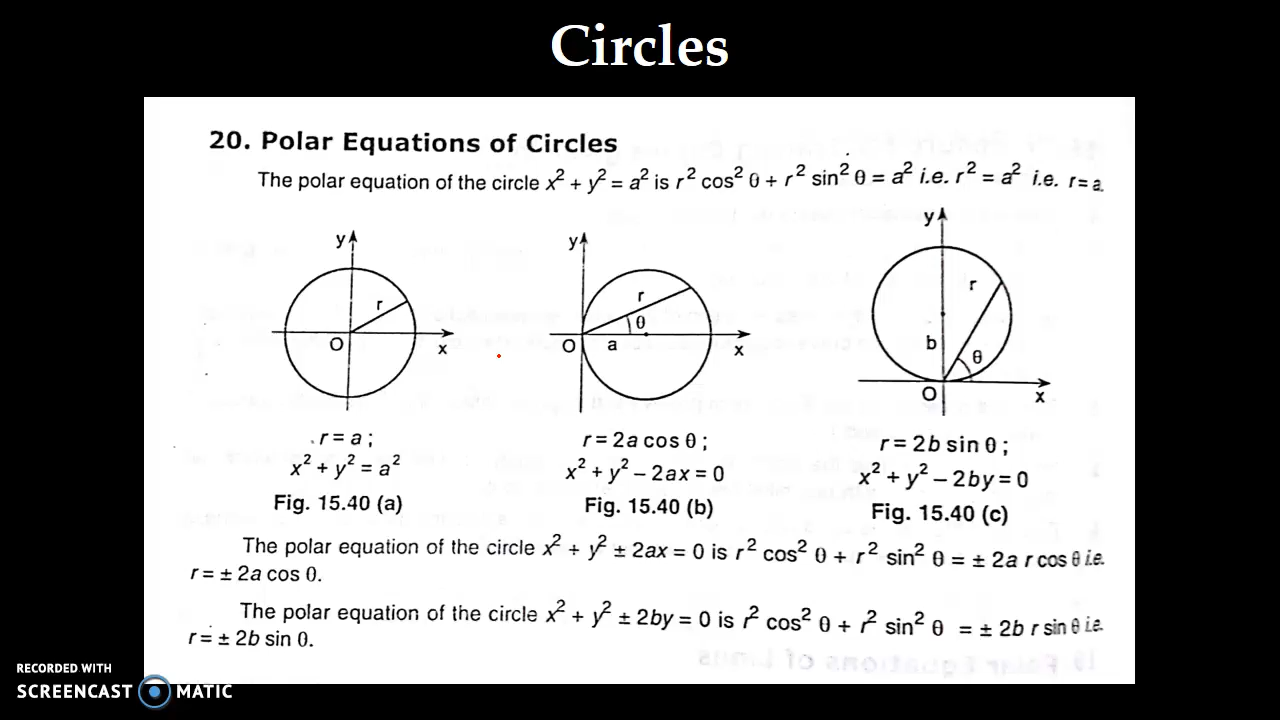 Circles
20. Polar Equations of Circles
The polar equation of the circle x² + y² = a² is r² cos² θ + r² sin² θ = a² i.e. r² = a² i.e. r = a.
y
r
O
x
y
r
θ
O
a
x
y
r
b
θ
O
x
r = a ;
x² + y² = a²
Fig. 15.40 (a)
r = 2a cos θ ;
x² + y² – 2ax = 0
Fig. 15.40 (b)
r = 2b sin θ ;
x² + y² – 2by = 0
Fig. 15.40 (c)
The polar equation of the circle x² + y² ± 2ax = 0 is r² cos² θ + r² sin² θ = ± 2a r cos θ i.e.
r = ± 2a cos θ.
The polar equation of the circle x² + y² ± 2by = 0 is r² cos² θ + r² sin² θ = ± 2b r sin θ i.e.
r = ± 2b sin θ.
RECORDED WITH
SCREENCAST MATIC